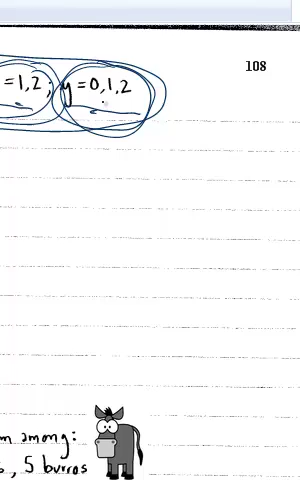 108
=1,2; y=0,1,2
m among:
, 5 burros